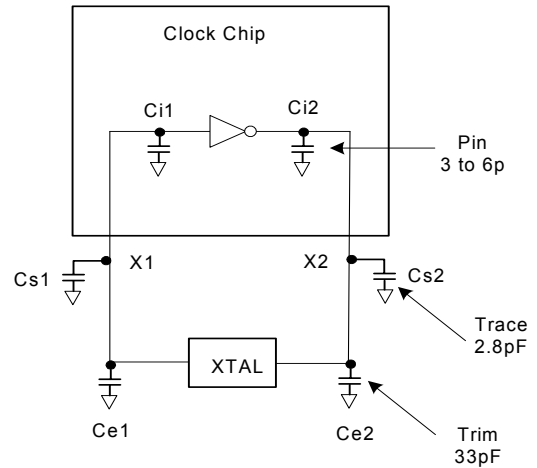 Clock Chip
Ci1
Ci2
Pin
3 to 6p
Cs1
X1
X2
Cs2
Trace
2.8pF
XTAL
Ce1
Ce2
Trim
33pF